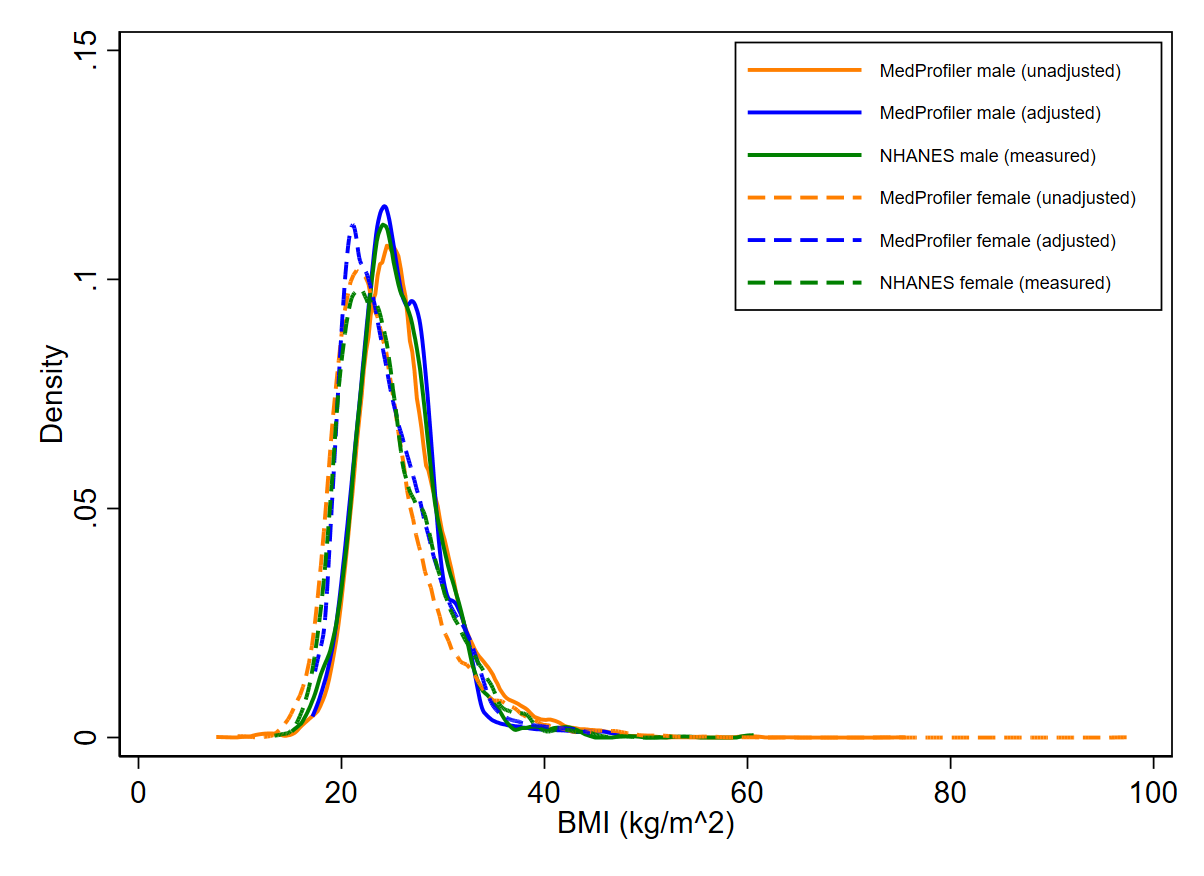 .15
.1
.05
0
Density
MedProfiler male (unadjusted)
MedProfiler male (adjusted)
NHANES male (measured)
MedProfiler female (unadjusted)
MedProfiler female (adjusted)
NHANES female (measured)
0 20 40 60 80 100
BMI (kg/m^2)